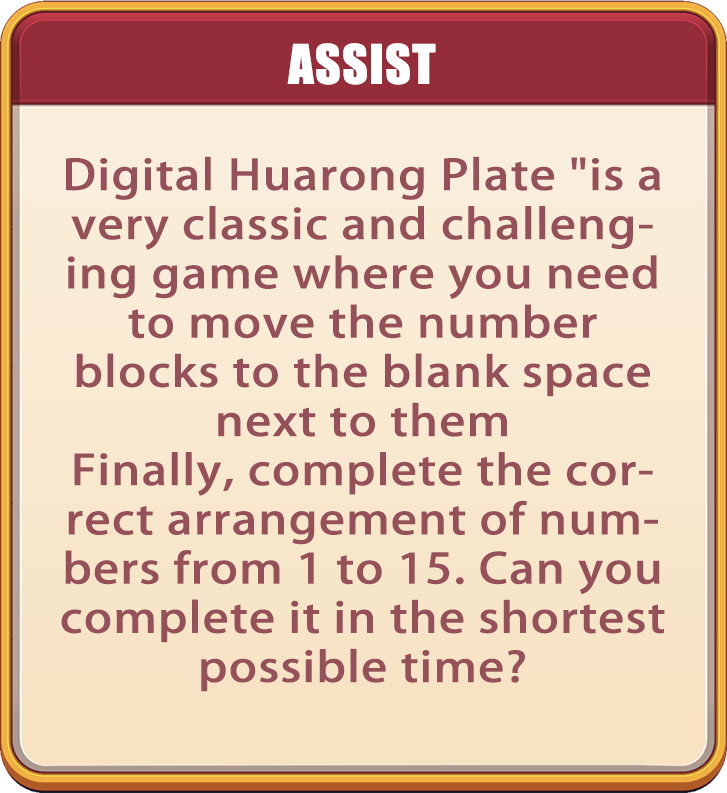 ASSIST
Digital Huarong Plate "is a
very classic and challeng-
ing game where you need
to move the number
blocks to the blank space
next to them
Finally, complete the cor-
rect arrangement of num-
bers from 1 to 15. Can you
complete it in the shortest
possible time?